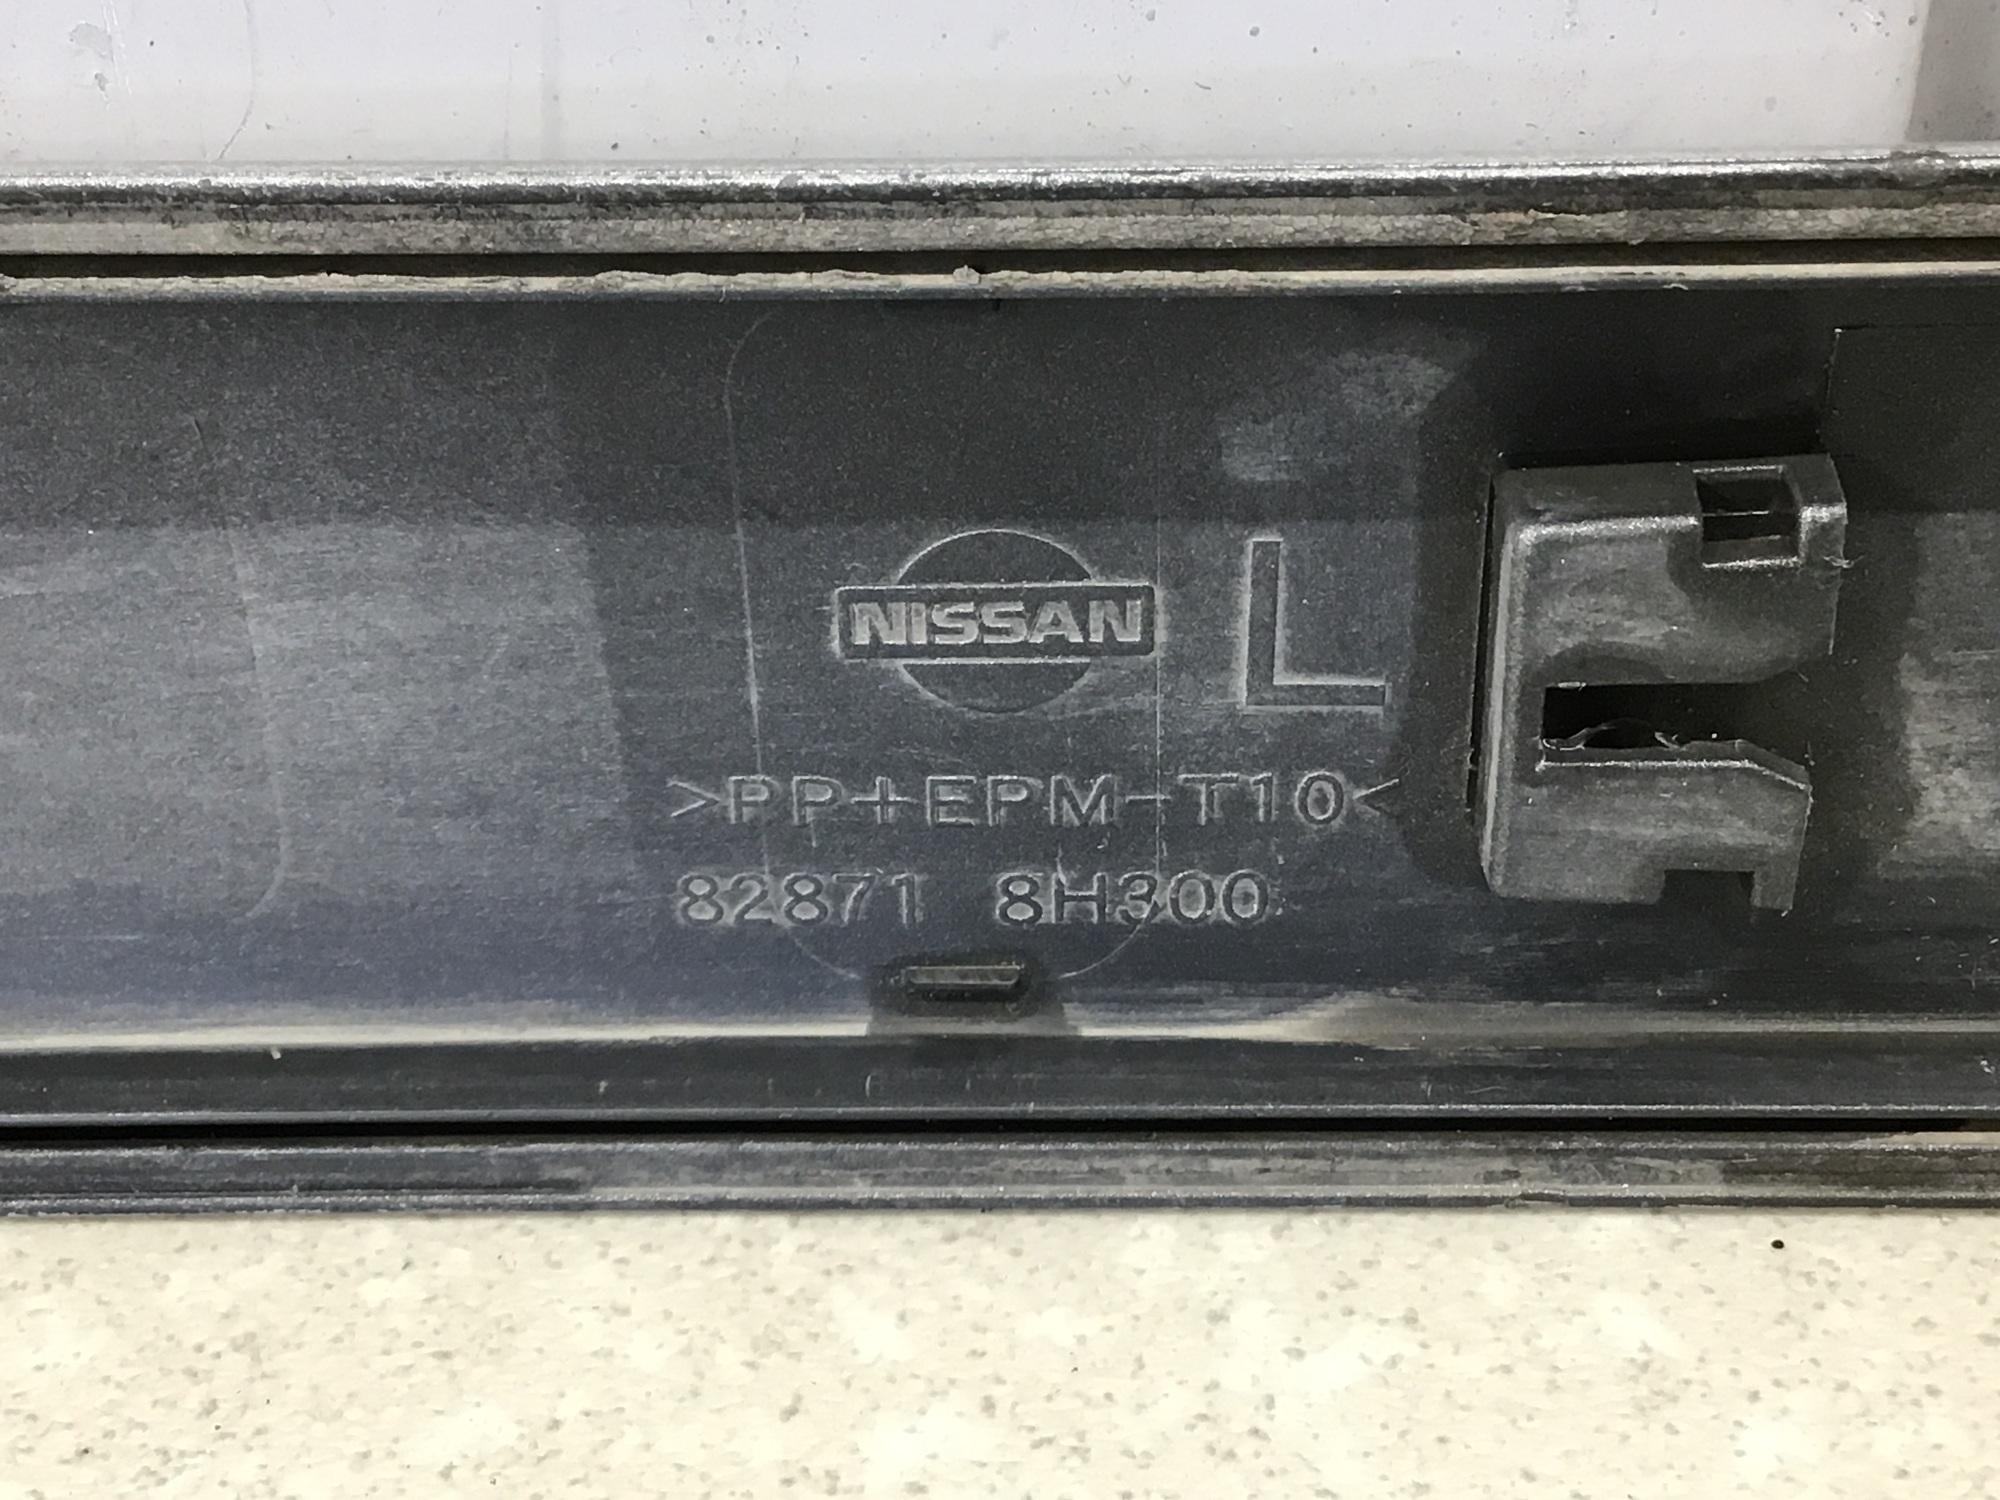 NISSAN L
>PP+EPM-T10<
82871 8H300